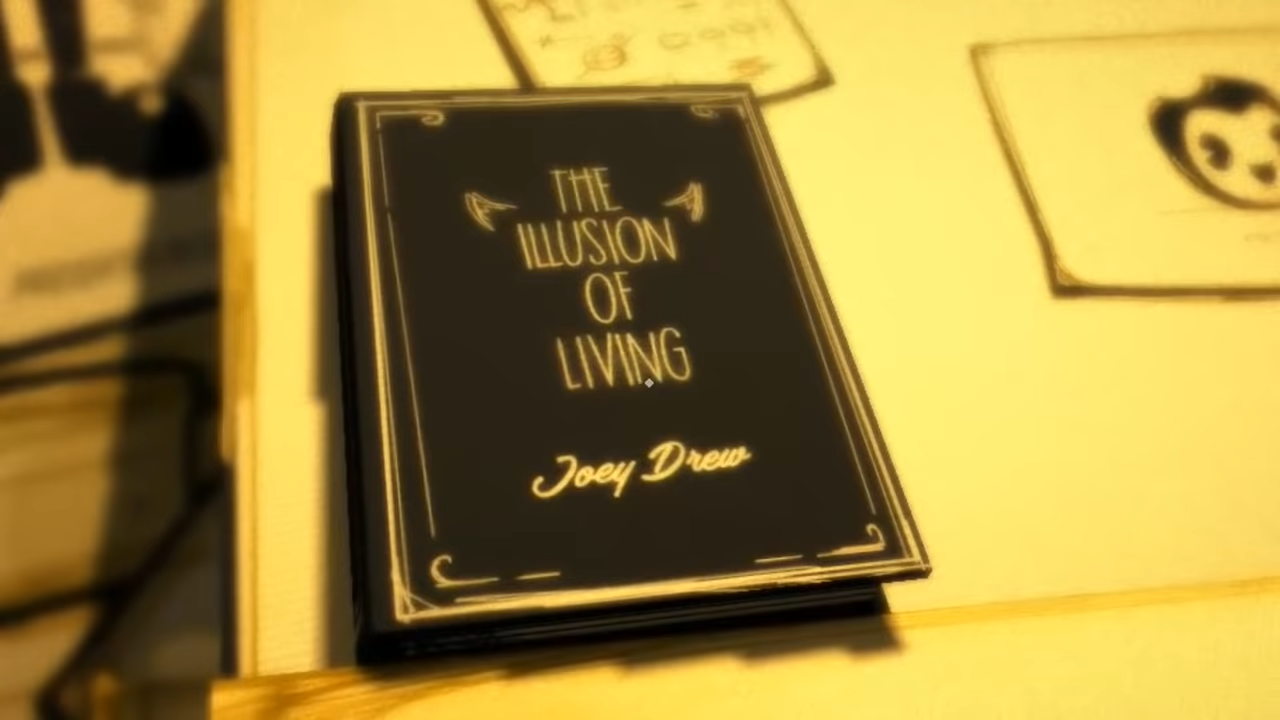 THE
ILLUSION
OF
LIVING
Joey Drew